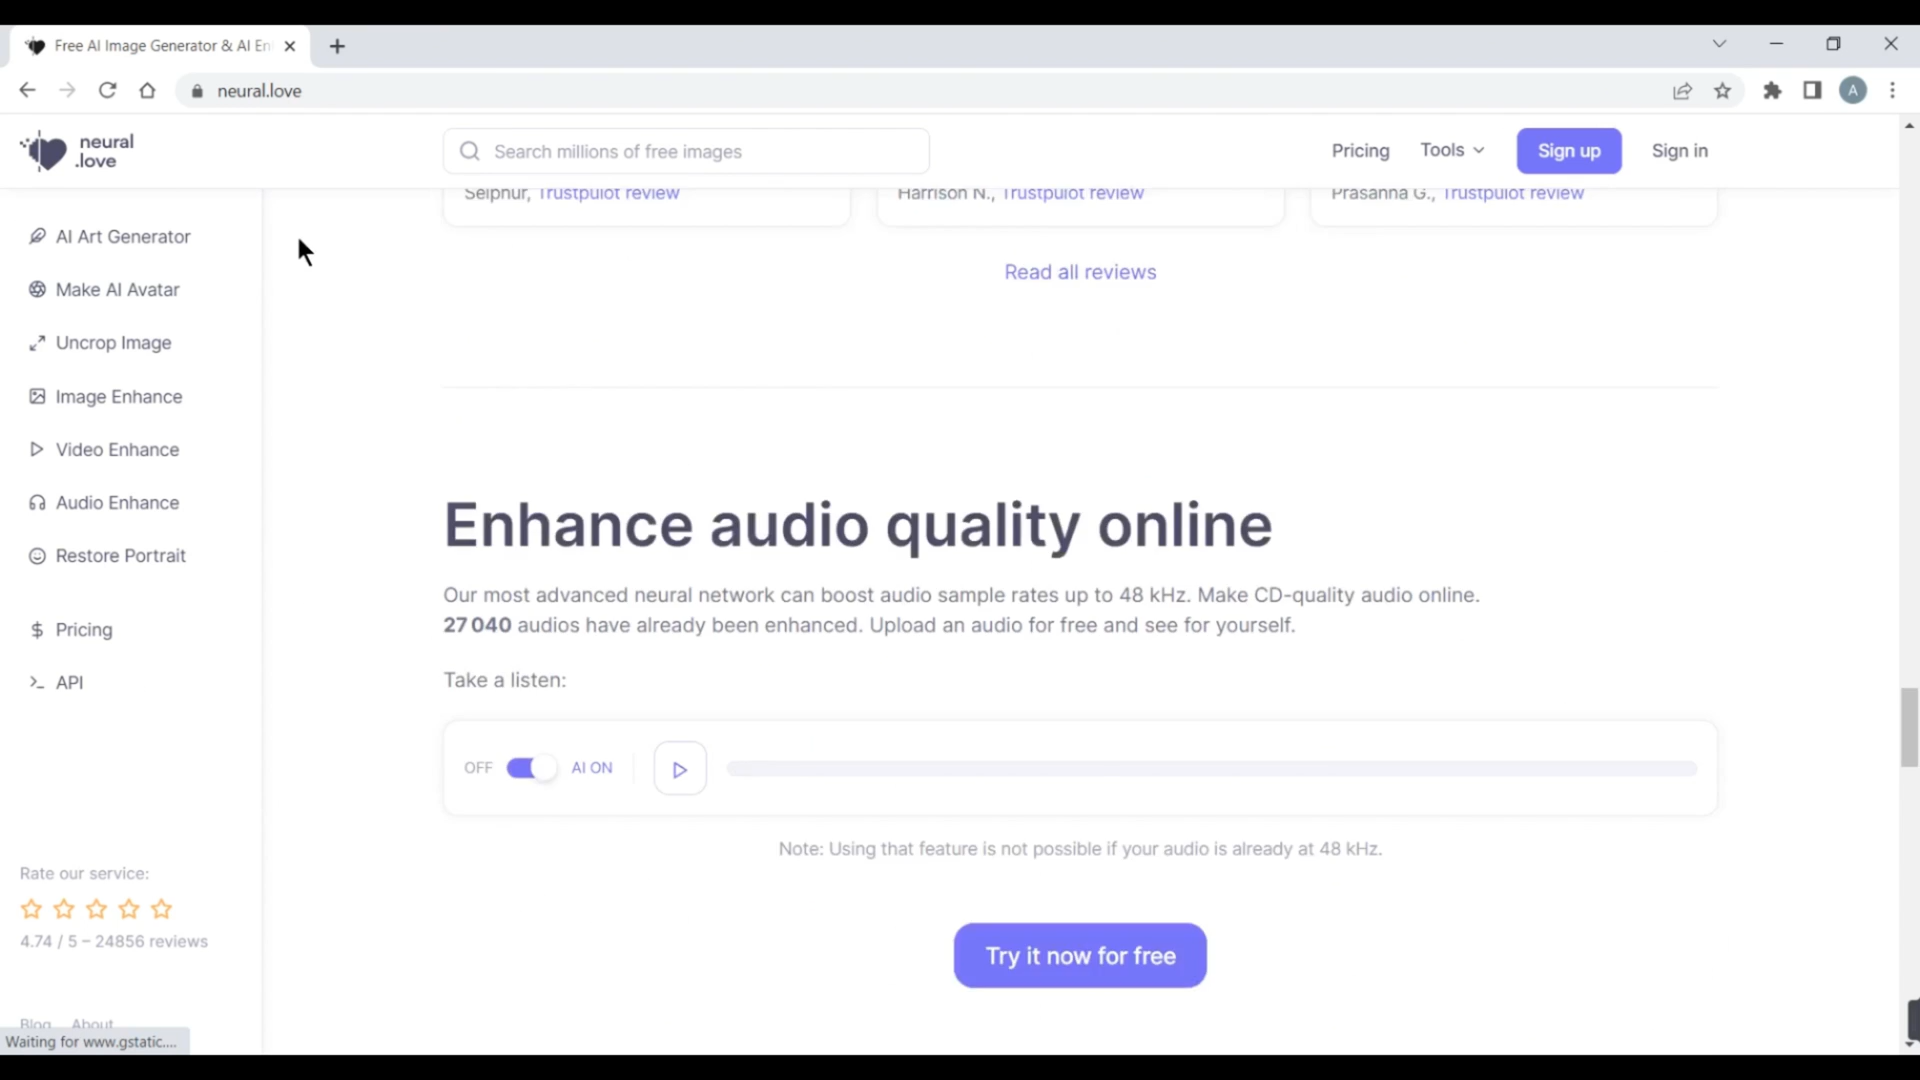 Free AI Image Generator & AI En
neural.love
neural
.love
Search millions of free images
Pricing
Tools
Sign up
Sign in
Selphur, Trustpilot review
Harrison N., Trustpilot review
Prasanna G., Trustpilot review
AI Art Generator
Make AI Avatar
Uncrop Image
Image Enhance
Video Enhance
Audio Enhance
Restore Portrait
Pricing
API
Read all reviews
Enhance audio quality online
Our most advanced neural network can boost audio sample rates up to 48 kHz. Make CD-quality audio online.
27 040 audios have already been enhanced. Upload an audio for free and see for yourself.
Take a listen:
OFF
AI ON
Note: Using that feature is not possible if your audio is already at 48 kHz.
Try it now for free
Rate our service:
4.74 / 5 – 24856 reviews
Blog About
Waiting for www.gstatic....
A